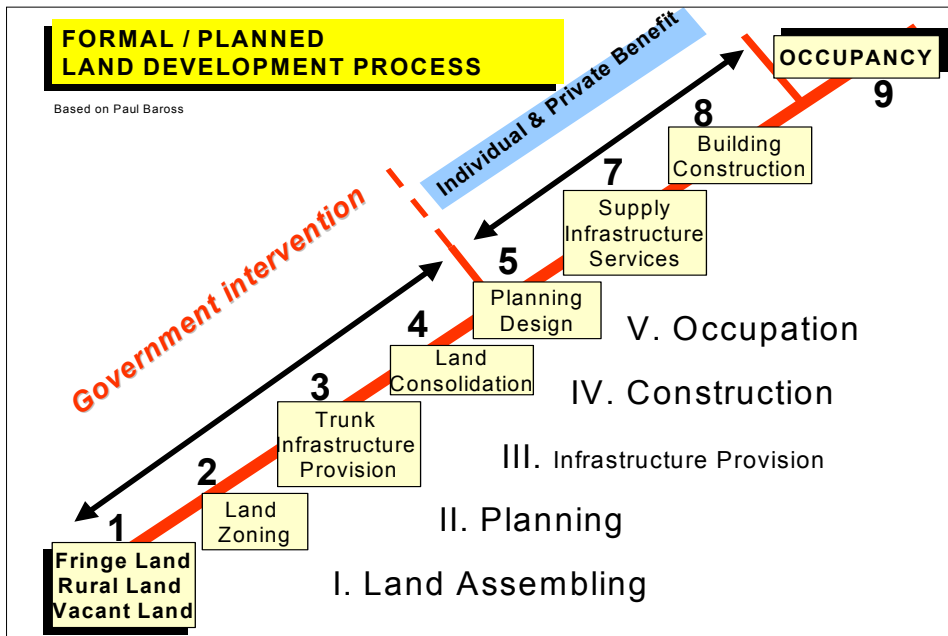 FORMAL / PLANNED
LAND DEVELOPMENT PROCESS
Based on Paul Baross
Individual & Private Benefit
Government intervention
OCCUPANCY
9
8
Building
Construction
7
Supply
Infrastructure
Services
5
Planning
Design
4
Land
Consolidation
3
Trunk
Infrastructure
Provision
2
Land
Zoning
1
Fringe Land
Rural Land
Vacant Land
V. Occupation
IV. Construction
III. Infrastructure Provision
II. Planning
I. Land Assembling